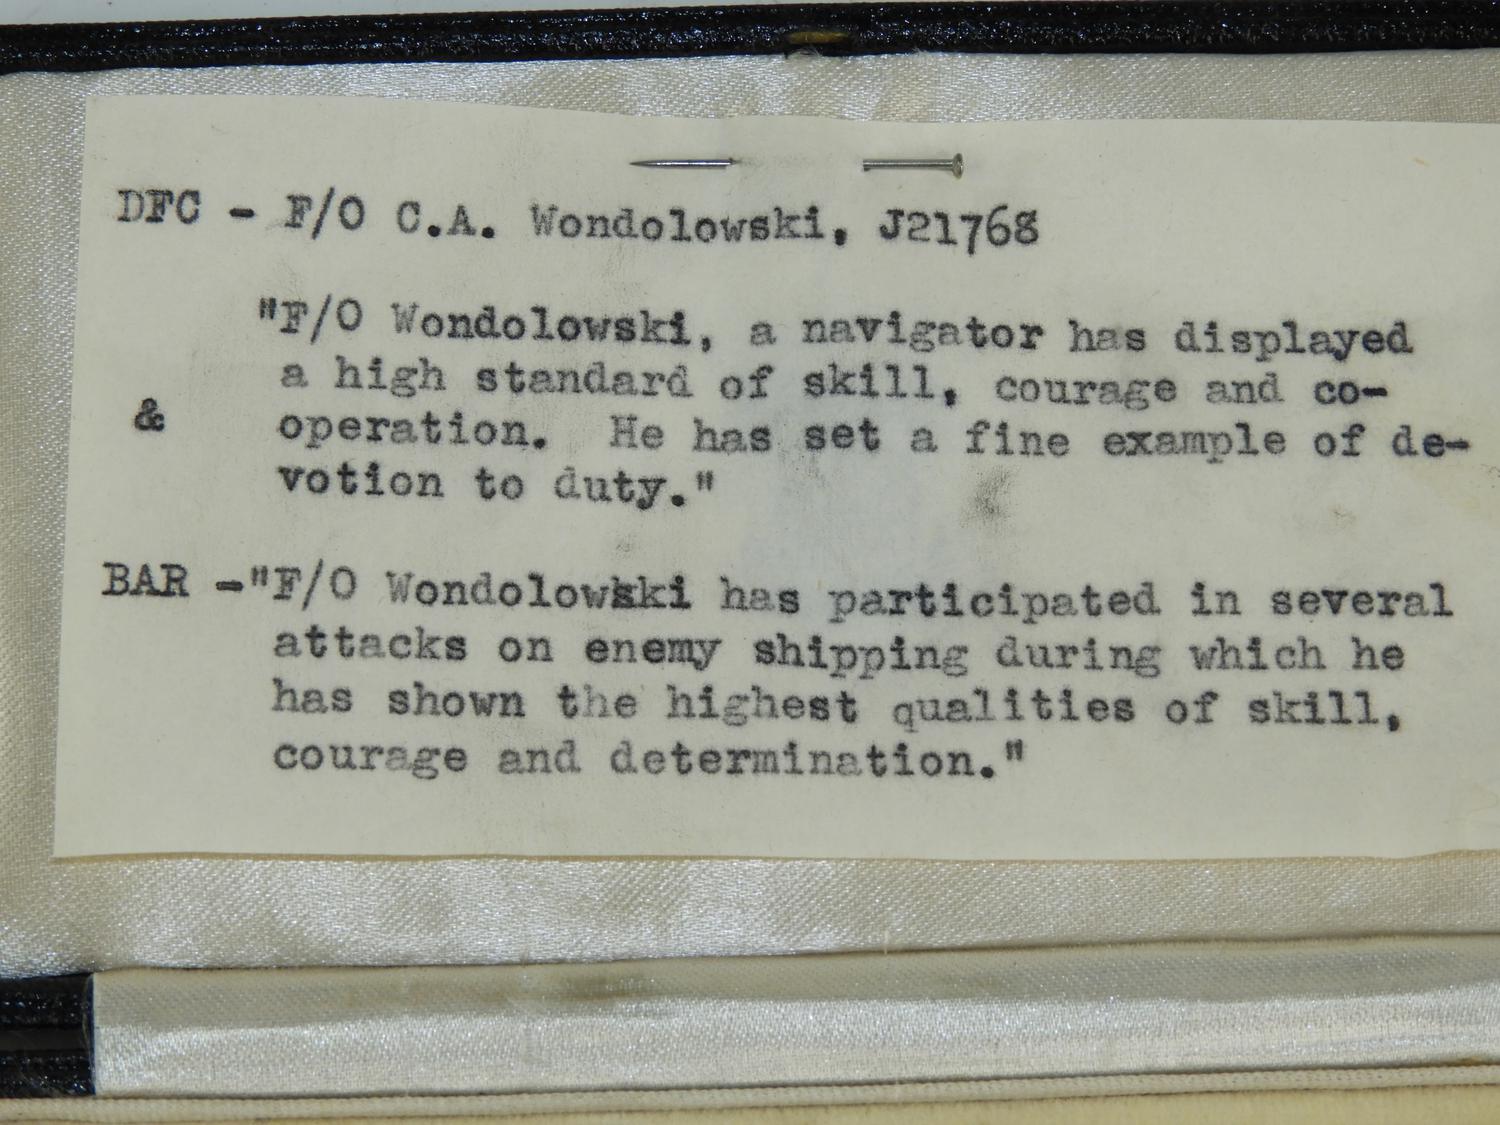 DFC - F/O C.A. Wondolowski, J21768
"F/O Wondolowski, a navigator has displayed
a high standard of skill, courage and co-
& operation. He has set a fine example of de-
votion to duty."
BAR -"F/O Wondolowski has participated in several
attacks on enemy shipping during which he
has shown the highest qualities of skill,
courage and determination."